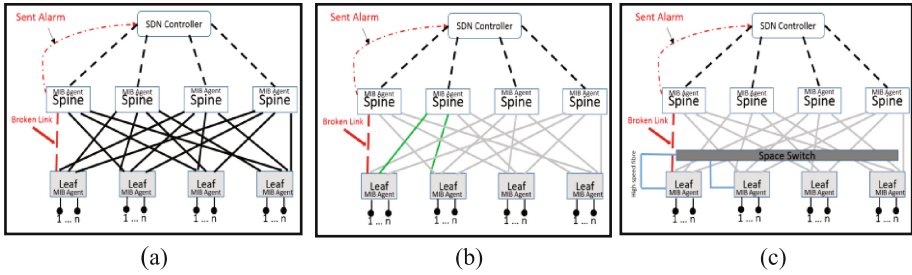 Sent Alarm
SDN Controller
MIB Agent MIB Agent MIB Agent MIB Agent
Spine Spine Spine Spine
Broken Link
Leaf Leaf Leaf Leaf
MIB Agent MIB Agent MIB Agent MIB Agent
1 ... n 1 ... n 1 ... n 1 ... n
(a)
Sent Alarm
SDN Controller
MIB Agent MIB Agent MIB Agent MIB Agent
Spine Spine Spine Spine
Broken Link
Leaf Leaf Leaf Leaf
MIB Agent MIB Agent MIB Agent MIB Agent
1 ... n 1 ... n 1 ... n 1 ... n
(b)
Sent Alarm
SDN Controller
MIB Agent MIB Agent MIB Agent MIB Agent
Spine Spine Spine Spine
Broken Link
Space Switch
High speed fibre
Leaf Leaf Leaf Leaf
MIB Agent MIB Agent MIB Agent MIB Agent
1 ... n 1 ... n 1 ... n 1 ... n
(c)